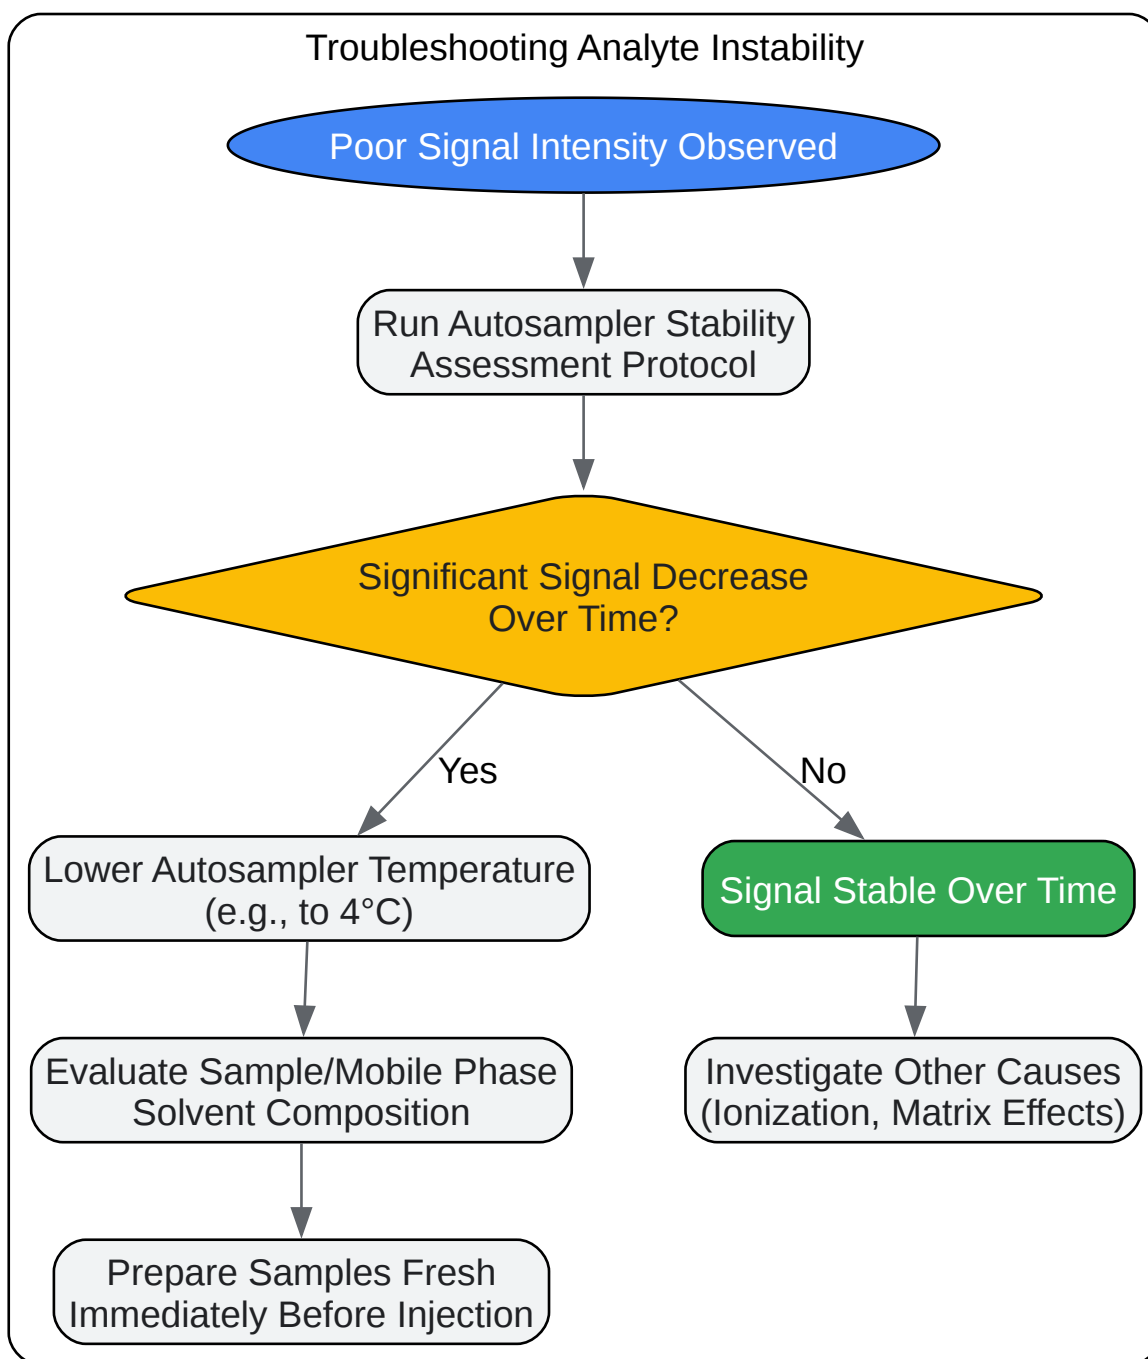 Troubleshooting Analyte Instability
Poor Signal Intensity Observed
Run Autosampler Stability
Assessment Protocol
Significant Signal Decrease
Over Time?
Yes
No
Lower Autosampler Temperature
(e.g., to 4°C)
Signal Stable Over Time
Evaluate Sample/Mobile Phase
Solvent Composition
Investigate Other Causes
(Ionization, Matrix Effects)
Prepare Samples Fresh
Immediately Before Injection